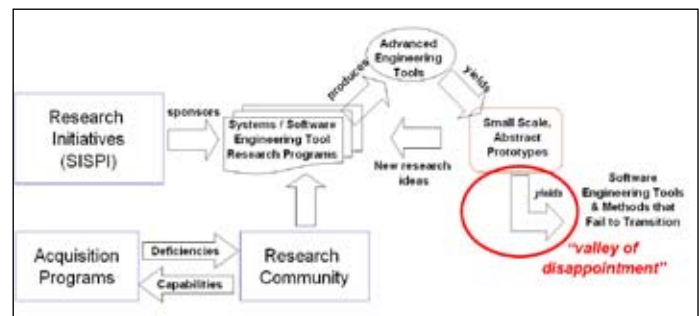 Advanced
Engineering
Tools
produces
yields
Research
Initiatives
(SISPI)
sponsors
Systems / Software
Engineering Tool
Research Programs
Small Scale,
Abstract
Prototypes
New research
ideas
yields
Software
Engineering Tools
& Methods that
Fail to Transition
"valley of
disappointment"
Acquisition
Programs
Deficiencies
Capabilities
Research
Community